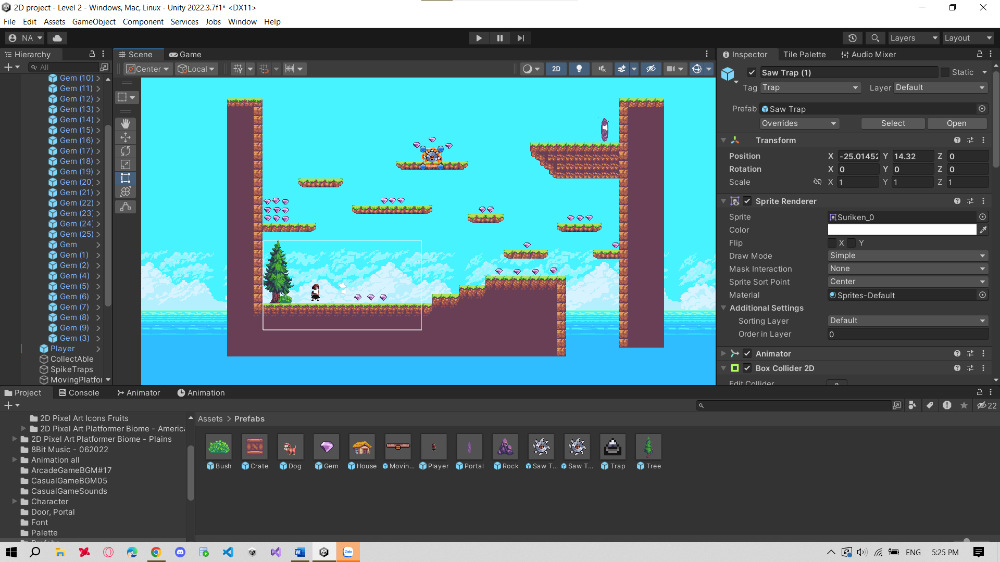 2D project - Level 2 - Windows, Mac, Linux - Unity 2022.3.7f1* <DX11>
File Edit Assets GameObject Component Services Jobs Window Help
NA
Layers
Layout
Hierarchy
All
Gem (10)
Gem (11)
Gem (12)
Gem (13)
Gem (14)
Gem (15)
Gem (16)
Gem (17)
Gem (18)
Gem (19)
Gem (20)
Gem (21)
Gem (22)
Gem (23)
Gem (24)
Gem (25)
Gem
Gem (1)
Gem (2)
Gem (4)
Gem (5)
Gem (6)
Gem (7)
Gem (8)
Gem (9)
Gem (3)
Player
CollectAble
SpikeTraps
MovingPlatfor
Scene Game
Center Local 2D
Inspector Tile Palette Audio Mixer
Saw Trap (1) Static
Tag Trap Layer Default
Prefab Saw Trap
Overrides Select Open
Transform
Position X -25.01452 Y 14.32 Z 0
Rotation X 0 Y 0 Z 0
Scale X 1 Y 1 Z 1
Sprite Renderer
Sprite Suriken_0
Color
Flip X Y
Draw Mode Simple
Mask Interaction None
Sprite Sort Point Center
Material Sprites-Default
Additional Settings
Sorting Layer Default
Order in Layer 0
Animator
Box Collider 2D
Edit Collider
Project Console Animator Animation
22
2D Pixel Art Icons Fruits
2D Pixel Art Platformer Biome - America
2D Pixel Art Platformer Biome - Plains
8Bit Music - 062022
Animation all
ArcadeGameBGM#17
CasualGameBGM05
CasualGameSounds
Character
Door, Portal
Font
Palette
Prefabs
Assets > Prefabs
Bush Crate Dog Gem House Movin... Player Portal Rock Saw T... Saw T... Trap Tree
Zalo
ENG 5:25 PM